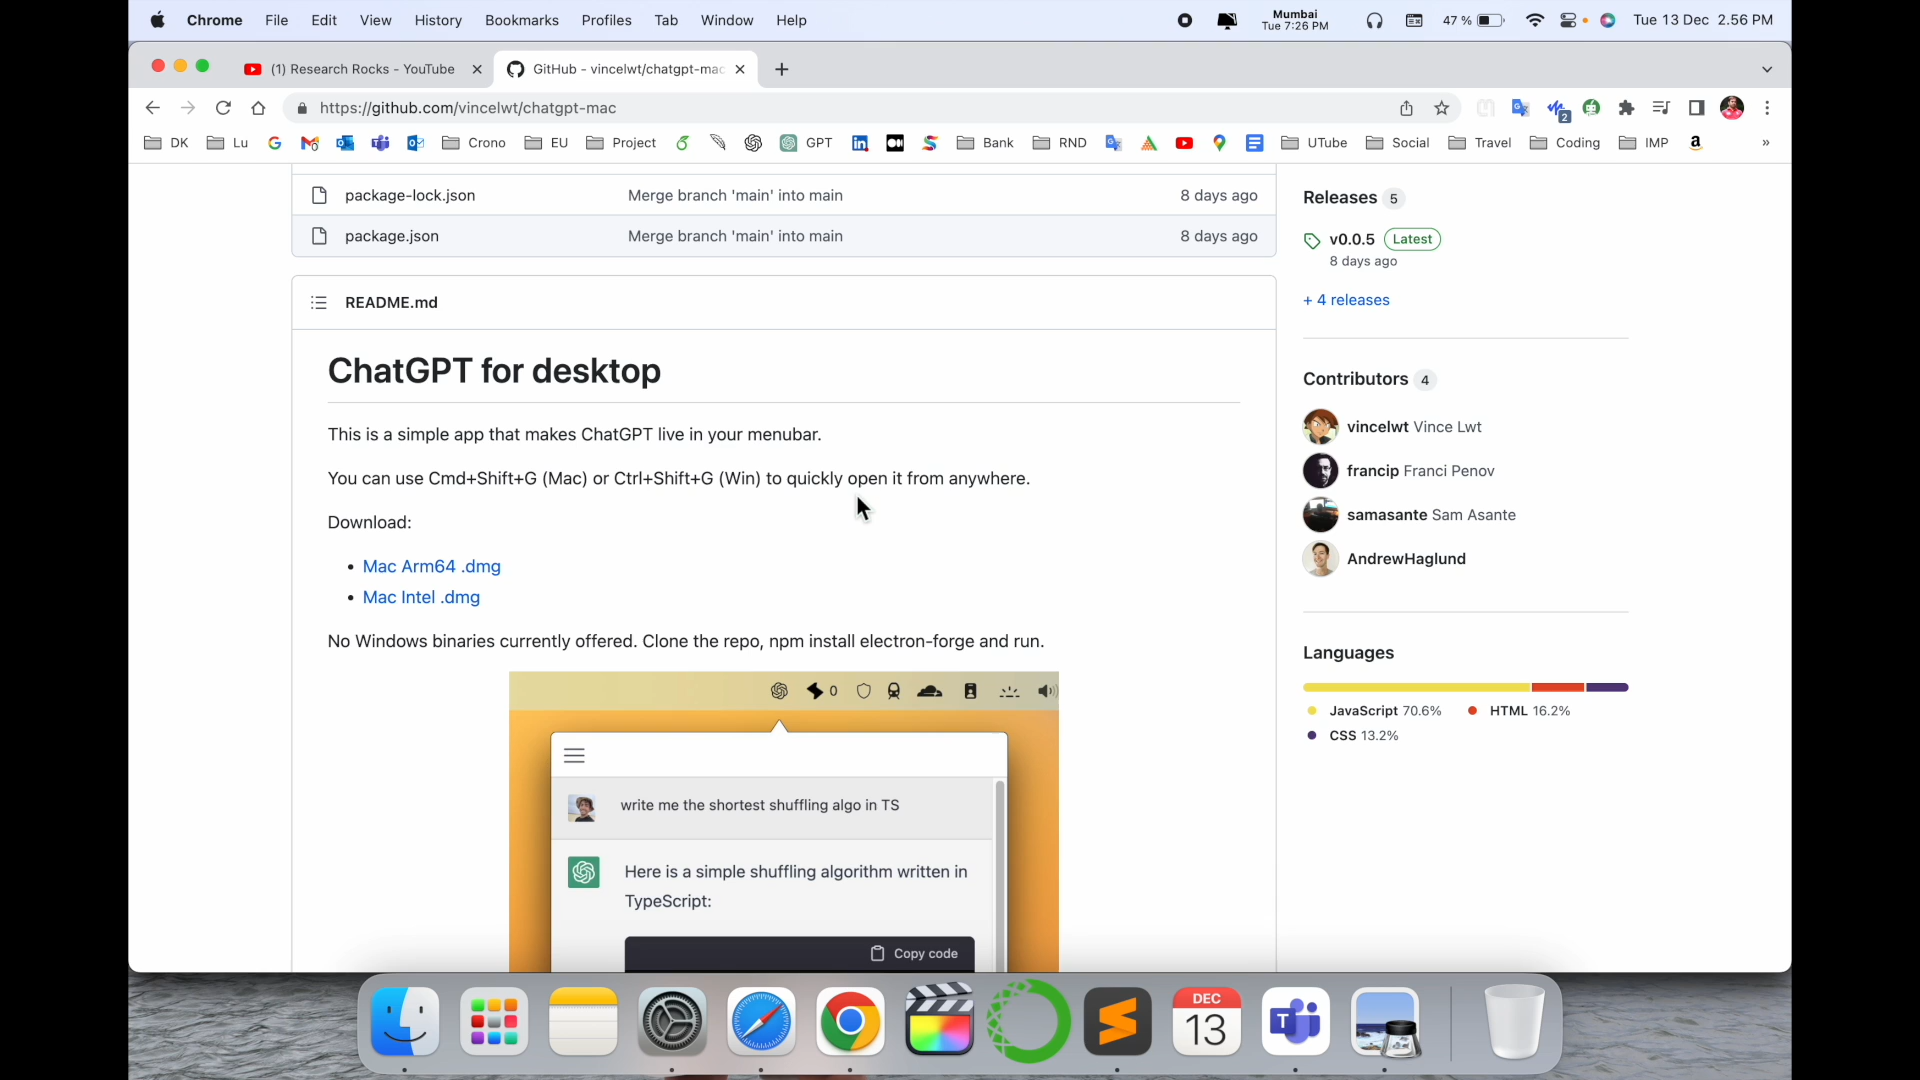 Chrome File Edit View History Bookmarks Profiles Tab Window Help
Mumbai
Tue 7:26 PM
47 %
Tue 13 Dec 2.56 PM
(1) Research Rocks - YouTube
GitHub - vincelwt/chatgpt-mac
https://github.com/vincelwt/chatgpt-mac
2
DK Lu Crono EU Project GPT Bank RND UTube Social Travel Coding IMP »
package-lock.json Merge branch 'main' into main 8 days ago
package.json Merge branch 'main' into main 8 days ago
README.md
ChatGPT for desktop
This is a simple app that makes ChatGPT live in your menubar.
You can use Cmd+Shift+G (Mac) or Ctrl+Shift+G (Win) to quickly open it from anywhere.
Download:
• Mac Arm64 .dmg
• Mac Intel .dmg
No Windows binaries currently offered. Clone the repo, npm install electron-forge and run.
0
write me the shortest shuffling algo in TS
Here is a simple shuffling algorithm written in
TypeScript:
Copy code
Releases 5
v0.0.5 Latest
8 days ago
+ 4 releases
Contributors 4
vincelwt Vince Lwt
francip Franci Penov
samasante Sam Asante
AndrewHaglund
Languages
JavaScript 70.6% HTML 16.2%
CSS 13.2%
DEC
13
T